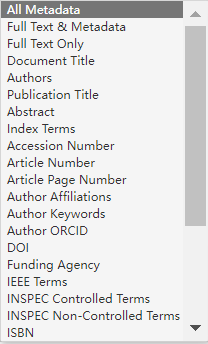 All Metadata
Full Text & Metadata
Full Text Only
Document Title
Authors
Publication Title
Abstract
Index Terms
Accession Number
Article Number
Article Page Number
Author Affiliations
Author Keywords
Author ORCID
DOI
Funding Agency
IEEE Terms
INSPEC Controlled Terms
INSPEC Non-Controlled Terms
ISBN